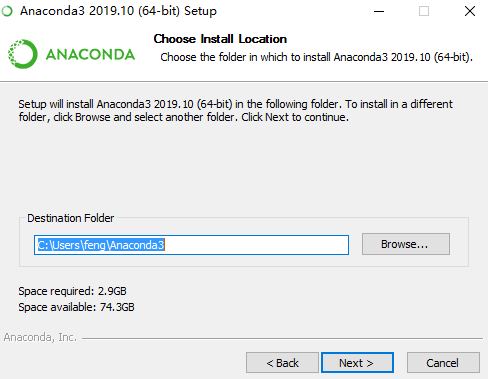 Anaconda3 2019.10 (64-bit) Setup
Choose Install Location
Choose the folder in which to install Anaconda3 2019.10 (64-bit).
ANACONDA
Setup will install Anaconda3 2019.10 (64-bit) in the following folder. To install in a different
folder, click Browse and select another folder. Click Next to continue.
Destination Folder
C:\Users\feng\Anaconda3
Browse...
Space required: 2.9GB
Space available: 74.3GB
Anaconda, Inc.
< Back
Next >
Cancel